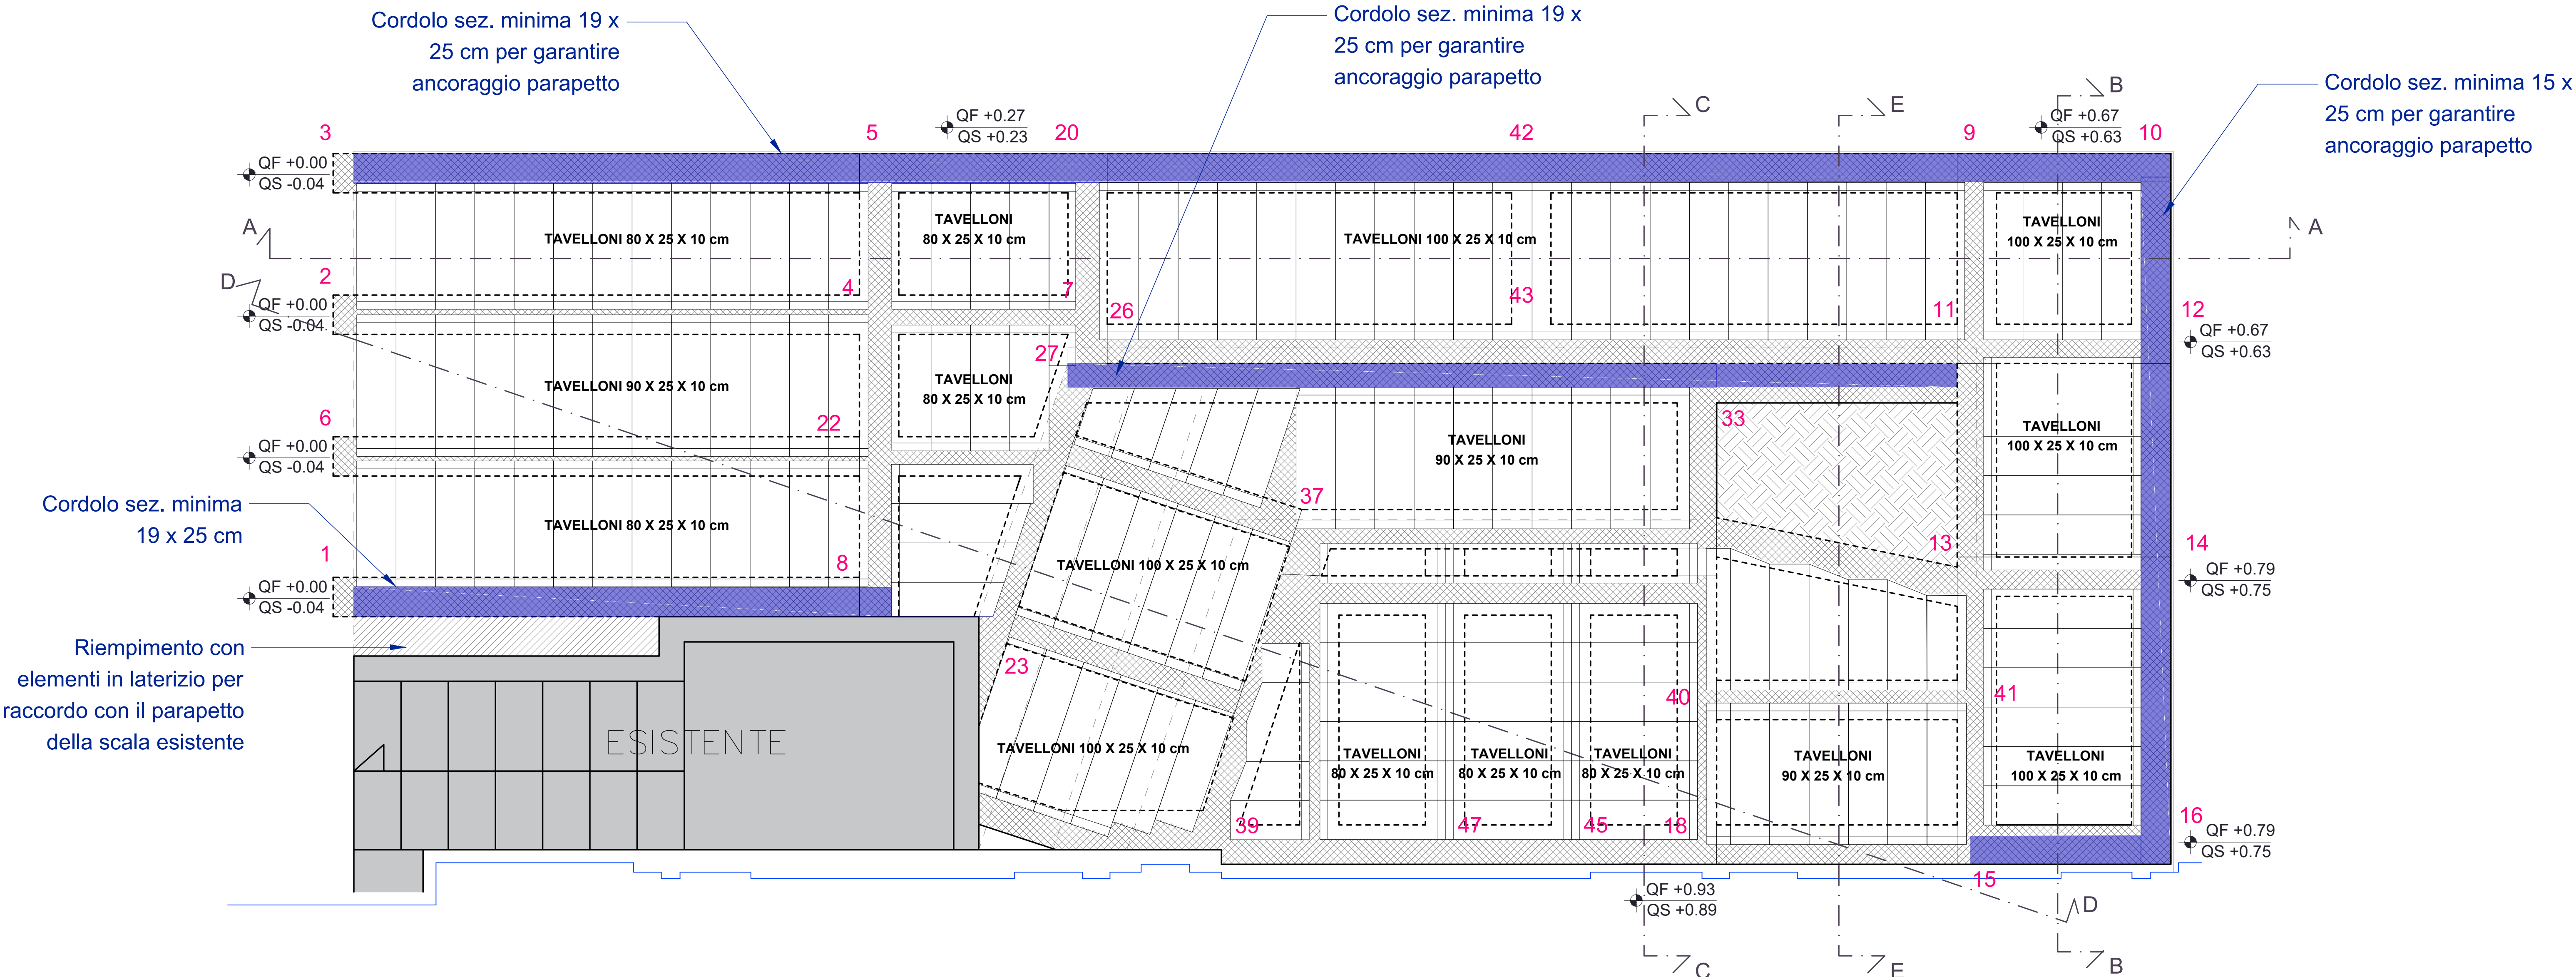 Cordolo sez. minima 19 x
25 cm per garantire
ancoraggio parapetto
Cordolo sez. minima 19 x
25 cm per garantire
ancoraggio parapetto
Cordolo sez. minima 15 x
25 cm per garantire
ancoraggio parapetto
C
E
B
3
5
QF +0.27
QS +0.23
20
42
9
QF +0.67
QS +0.63
10
QF +0.00
QS -0.04
A
TAVELLONI 80 X 25 X 10 cm
TAVELLONI
80 X 25 X 10 cm
TAVELLONI 100 X 25 X 10 cm
TAVELLONI
100 X 25 X 10 cm
A
2
D
4
7
26
43
11
12
QF +0.00
QS -0.04
QF +0.67
QS +0.63
27
TAVELLONI 90 X 25 X 10 cm
TAVELLONI
80 X 25 X 10 cm
6
22
33
QF +0.00
QS -0.04
TAVELLONI
90 X 25 X 10 cm
TAVELLONI
100 X 25 X 10 cm
37
Cordolo sez. minima
19 x 25 cm
TAVELLONI 80 X 25 X 10 cm
1
8
13
14
TAVELLONI 100 X 25 X 10 cm
QF +0.00
QS -0.04
QF +0.79
QS +0.75
Riempimento con
elementi in laterizio per
raccordo con il parapetto
della scala esistente
23
40
41
ESISTENTE
TAVELLONI 100 X 25 X 10 cm
TAVELLONI
80 X 25 X 10 cm
TAVELLONI
80 X 25 X 10 cm
TAVELLONI
80 X 25 X 10 cm
TAVELLONI
90 X 25 X 10 cm
TAVELLONI
100 X 25 X 10 cm
39
47
45
18
16
QF +0.79
QS +0.75
15
QF +0.93
QS +0.89
D
C
E
B